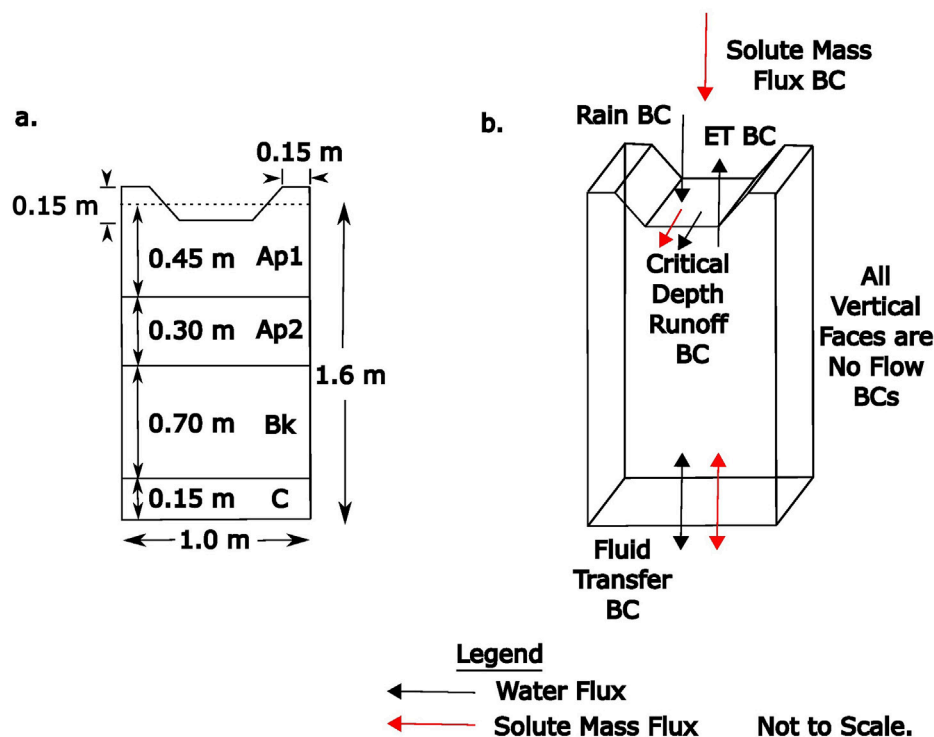 a.
0.15 m
0.15 m
0.45 m Ap1
0.30 m Ap2
1.6 m
0.70 m Bk
0.15 m C
1.0 m
b.
Solute Mass
Flux BC
Rain BC
ET BC
Critical
Depth
Runoff
BC
All
Vertical
Faces are
No Flow
BCs
Fluid
Transfer
BC
Legend
Water Flux
Solute Mass Flux
Not to Scale.